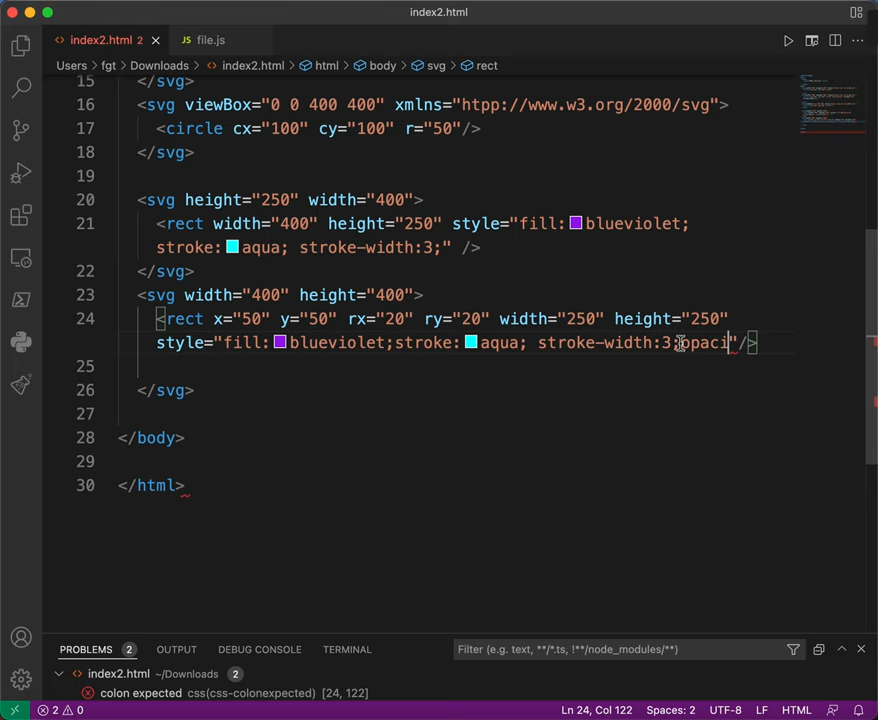 index2.html
index2.html 2
JS file.js
Users > fgt > Downloads > index2.html > html > body > svg > rect
15 </svg>
16 <svg viewBox="0 0 400 400" xmlns="htpp://www.w3.org/2000/svg">
17 <circle cx="100" cy="100" r="50"/>
18 </svg>
19
20 <svg height="250" width="400">
21 <rect width="400" height="250" style="fill:blueviolet;
stroke:aqua; stroke-width:3;" />
22 </svg>
23 <svg width="400" height="400">
24 <rect x="50" y="50" rx="20" ry="20" width="250" height="250"
style="fill:blueviolet;stroke:aqua; stroke-width:3;opaci"/>
25
26 </svg>
27
28 </body>
29
30 </html>
PROBLEMS 2 OUTPUT DEBUG CONSOLE TERMINAL Filter (e.g. text, **/*.ts, !**/node_modules/**)
index2.html ~/Downloads 2
colon expected css(css-colonexpected) [24, 122]
2 0 Ln 24, Col 122 Spaces: 2 UTF-8 LF HTML